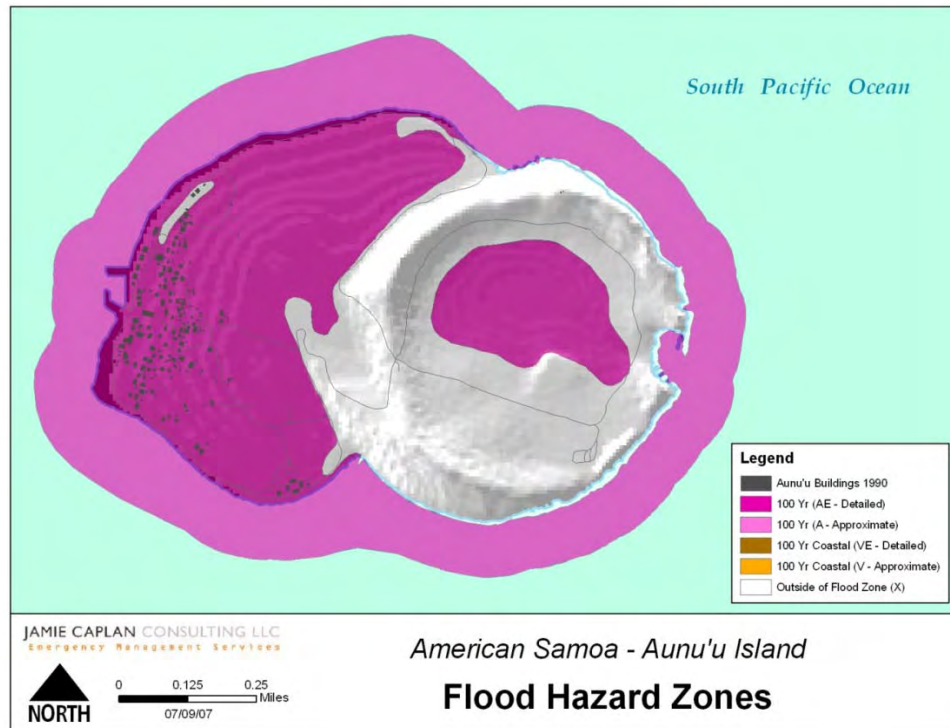 South Pacific Ocean
Legend
Aunu'u Buildings 1990
100 Yr (AE - Detailed)
100 Yr (A - Approximate)
100 Yr Coastal (VE - Detailed)
100 Yr Coastal (V - Approximate)
Outside of Flood Zone (X)
JAMIE CAPLAN CONSULTING LLC
Emergency Management Services
NORTH
0 0.125 0.25
Miles
07/09/07
American Samoa - Aunu'u Island
Flood Hazard Zones